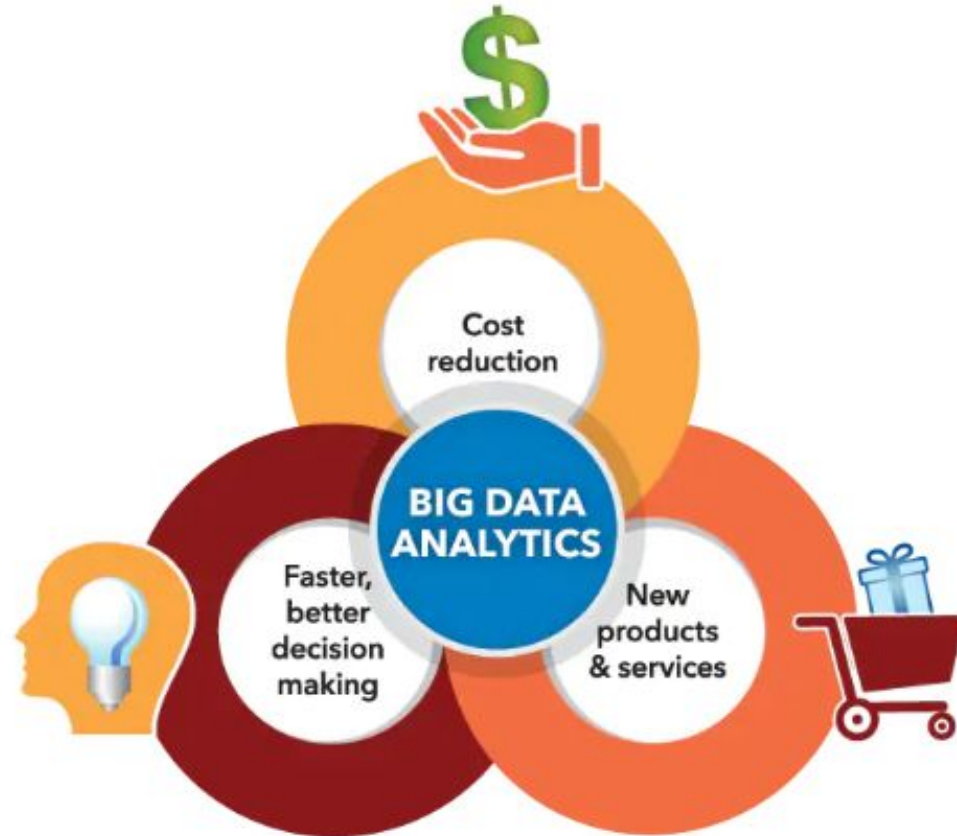 Cost
reduction
BIG DATA
ANALYTICS
Faster,
better
decision
making
New
products
& services